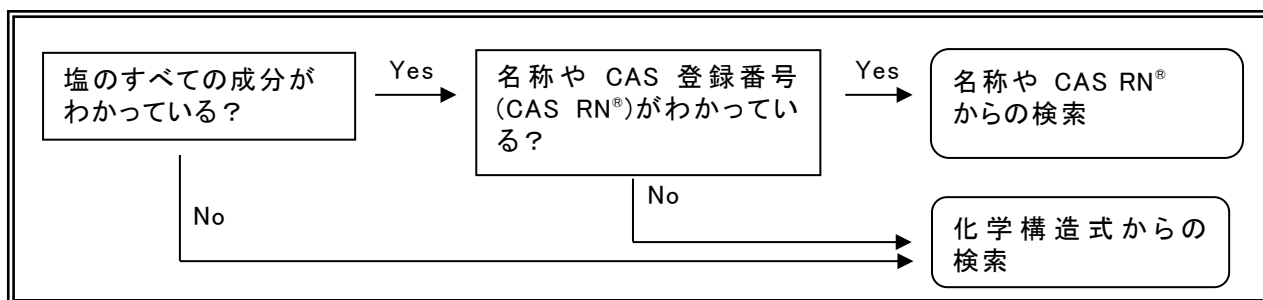 塩のすべての成分が
わかっている？
Yes
名称や CAS 登録番号
(CAS RN®)がわかってい
る？
Yes
名称や CAS RN®
からの検索
No
No
化学構造式からの
検索